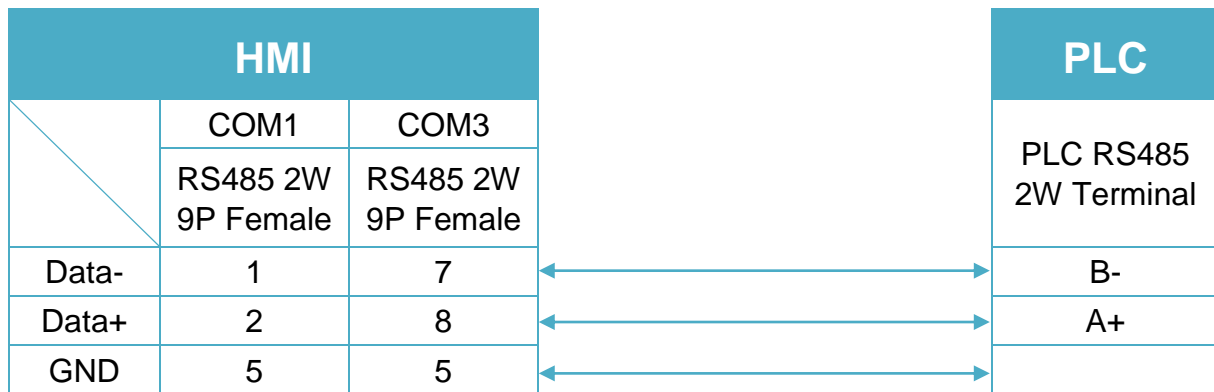 HMI PLC
COM1 COM3
PLC RS485
2W Terminal
RS485 2W RS485 2W
9P Female 9P Female
Data- 1 7 B-
Data+ 2 8 A+
GND 5 5